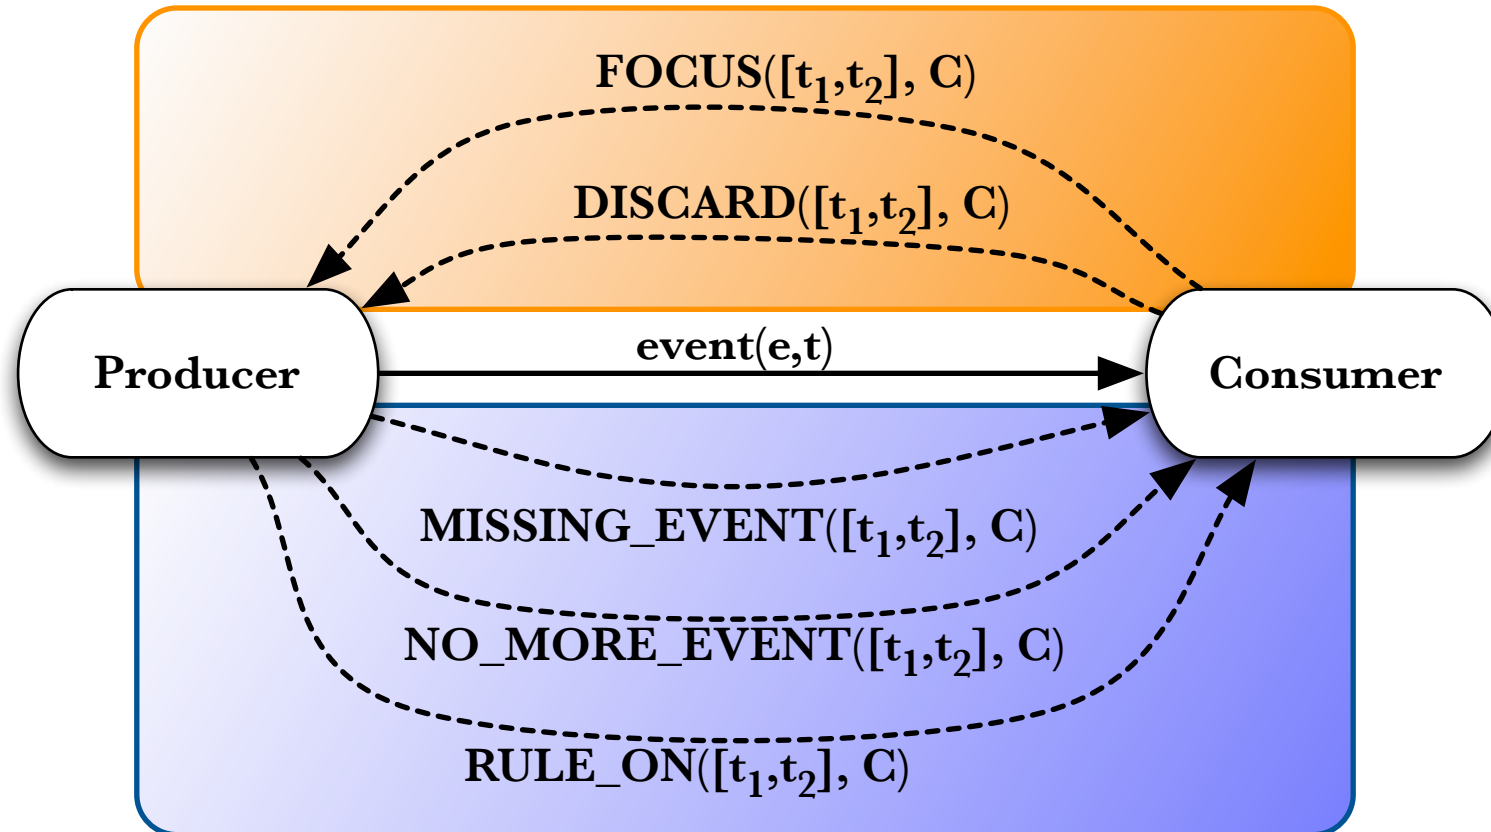 FOCUS([t₁,t₂], C)
DISCARD([t₁,t₂], C)
event(e,t)
Producer
Consumer
MISSING_EVENT([t₁,t₂], C)
NO_MORE_EVENT([t₁,t₂], C)
RULE_ON([t₁,t₂], C)